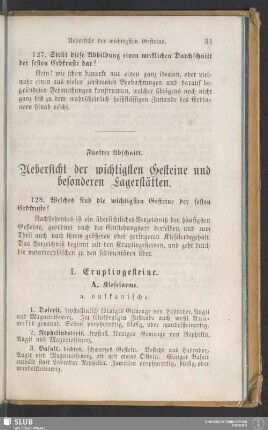 Uebersicht der wichtigsten Gesteine. 31
127. Stellt diese Abbildung einen wirklichen Durchschnitt
der festen Erdkruste dar?
Nein! wie schon bemerkt nur einen ganz idealen, oder viel-
mehr einen aus vielen zerstreuten Beobachtungen und darauf be-
gründeten Vermuthungen konstruirten, welcher übrigens noch nicht
ganz bis zu dem wahrscheinlich heißflüssigen Zustande des Erdin-
nern hinab reicht.
Fünfter Abschnitt.
Uebersicht der wichtigsten Gesteine und
besonderen Lagerstätten.
128. Welches sind die wichtigsten Gesteine der festen
Erdkruste?
Nachstehendes ist ein übersichtliches Verzeichniß der häufigsten
Gesteine, geordnet nach der Entstehungsart derselben, und zum
Theil auch nach ihrem größeren oder geringeren Kieselerdegehalt.
Das Verzeichniß beginnt mit den Eruptivgesteinen, und geht durch
die metamorphischen zu den sedimentären über.
I. Eruptivgesteine.
A. Kieselarme.
a. vulkanische.
1. Dolerit, krystallinisch körniges Gemenge von Labrador, Augit
und Magneteisenerz. Im feinkörnigen Zustande auch wohl Ana-
mesit genannt. Selten porphyrartig, blasig, oder mandelsteinartig.
2. Nephelindolerit, krystallinisch körniges Gemenge von Nephelin,
Augit und Magneteisenerz.
3. Basalt, dichtes, schwarzes Gestein. Besteht aus Labrador,
Augit und Magneteisenerz, oft mit etwas Olivin. Einiger Basalt
enthält statt Labrador Nephelin. Zuweilen porphyrartig, blasig oder
mandelsteinartig.
SLUB